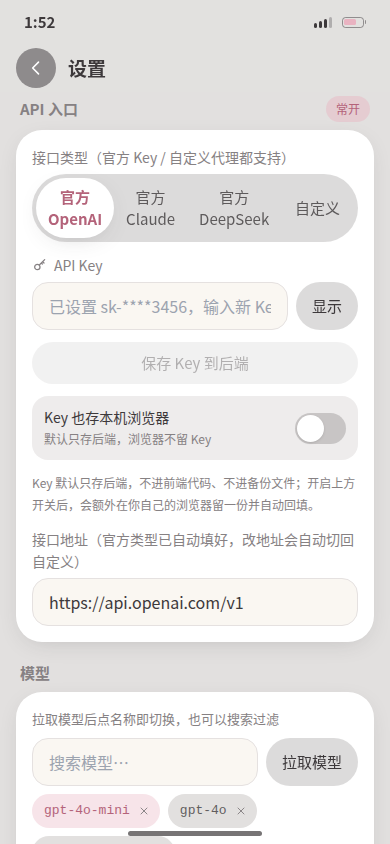 1:52
设置
API 入口
常开
接口类型（官方 Key / 自定义代理都支持）
官方 OpenAI
官方 Claude
官方 DeepSeek
自定义
API Key
已设置 sk-****3456，输入新 Ke
显示
保存 Key 到后端
Key 也存本机浏览器
默认只存后端，浏览器不留 Key
Key 默认只存后端，不进前端代码、不进备份文件；开启上方
开关后，会额外在你自己的浏览器留一份并自动回填。
接口地址（官方类型已自动填好，改地址会自动切回
自定义）
https://api.openai.com/v1
模型
拉取模型后点名称即切换，也可以搜索过滤
搜索模型…
拉取模型
gpt-4o-mini ×
gpt-4o ×